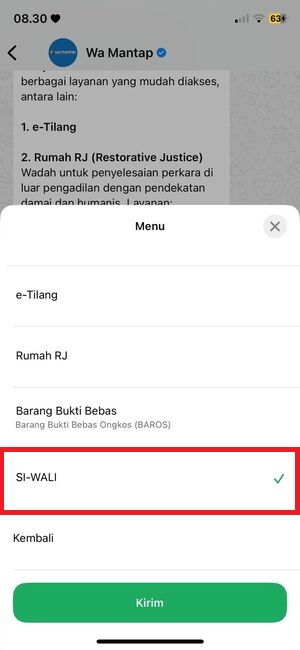 08.30
63
Wa Mantap
berbagai layanan yang mudah diakses,
antara lain:
1. e-Tilang
2. Rumah RJ (Restorative Justice)
Wadah untuk penyelesaian perkara di
luar pengadilan dengan pendekatan
damai dan humanis. Layanan:
Menu
e-Tilang
Rumah RJ
Barang Bukti Bebas
Barang Bukti Bebas Ongkos (BAROS)
SI-WALI
Kembali
Kirim